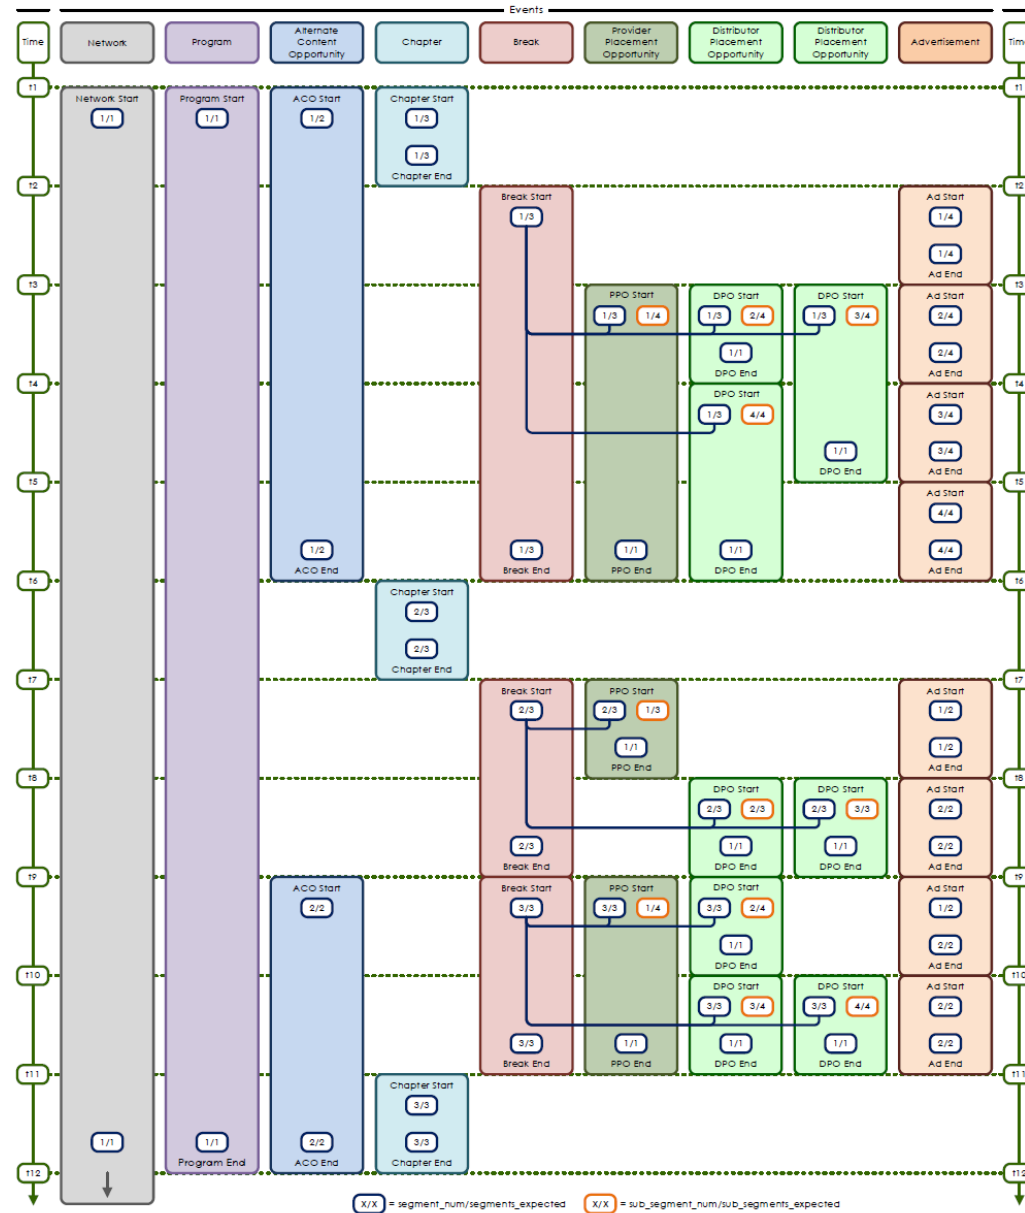 Events
Time
Network
Program
Alternate
Content
Opportunity
Chapter
Break
Provider
Placement
Opportunity
Distributor
Placement
Opportunity
Distributor
Placement
Opportunity
Advertisement
Time
t1 t1
Network Start Program Start ACO Start Chapter Start
1/1 1/1 1/2 1/3
1/3
Chapter End
t2 t2
Break Start Ad Start
1/3 1/4
1/4
Ad End
t3 t3
PPO Start DPO Start DPO Start Ad Start
1/3 1/4 1/3 2/4 1/3 3/4 2/4
1/1 2/4
DPO End Ad End
t4 t4
DPO Start Ad Start
1/3 4/4 3/4
1/1 3/4
DPO End Ad End
t5 t5
Ad Start
4/4
1/2 1/3 1/1 1/1 4/4
ACO End Break End PPO End DPO End Ad End
t6 t6
Chapter Start
2/3
2/3
Chapter End
t7 t7
Break Start PPO Start Ad Start
2/3 2/3 1/3 1/2
1/1 1/2
PPO End Ad End
t8 t8
DPO Start DPO Start Ad Start
2/3 2/3 2/3 3/3 2/2
2/3 1/1 1/1 2/2
Break End DPO End DPO End Ad End
t9 t9
ACO Start Break Start PPO Start DPO Start Ad Start
2/2 3/3 3/3 1/4 3/3 2/4 1/2
1/1 2/2
DPO End Ad End
t10 t10
DPO Start DPO Start Ad Start
3/3 3/4 3/3 4/4 2/2
3/3 1/1 1/1 1/1 2/2
Break End PPO End DPO End DPO End Ad End
t11 t11
Chapter Start
3/3
1/1 1/1 2/2 3/3
Program End ACO End Chapter End
t12 t12
X/X = segment_num/segments_expected X/X = sub_segment_num/sub_segments_expected